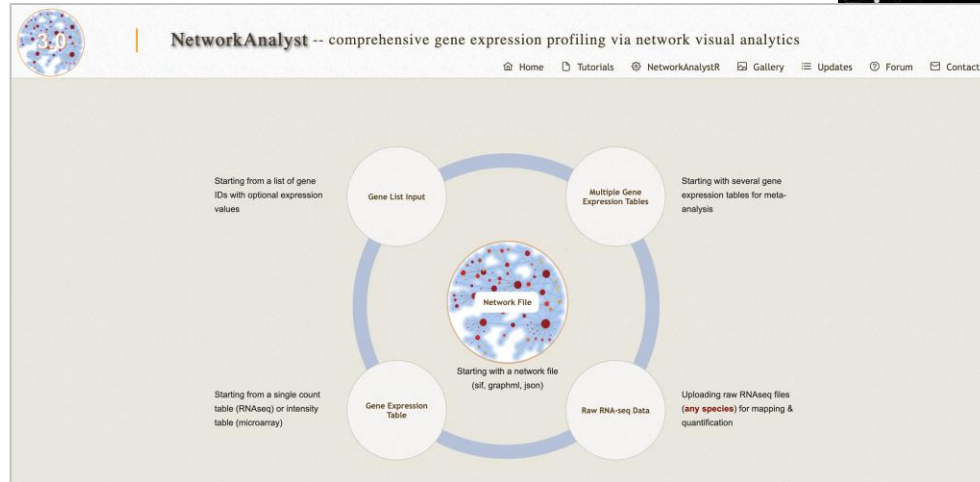 3.0
NetworkAnalyst -- comprehensive gene expression profiling via network visual analytics
Home Tutorials NetworkAnalystR Gallery Updates Forum Contact
Starting from a list of gene
IDs with optional expression
values
Gene List Input
Multiple Gene
Expression Tables
Starting with several gene
expression tables for meta-
analysis
Network File
Starting with a network file
(sif, graphml, json)
Starting from a single count
table (RNAseq) or intensity
table (microarray)
Gene Expression
Table
Raw RNA-seq Data
Uploading raw RNAseq files
(any species) for mapping &
quantification